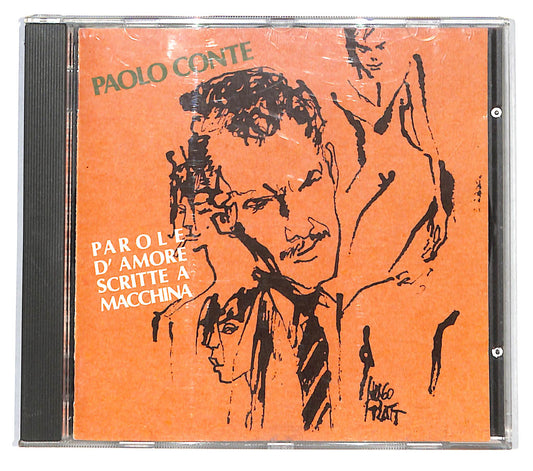 PAOLO CONTE
PAROLE
D'AMORE
SCRITTE A
MACCHINA
HUGO
PRATT